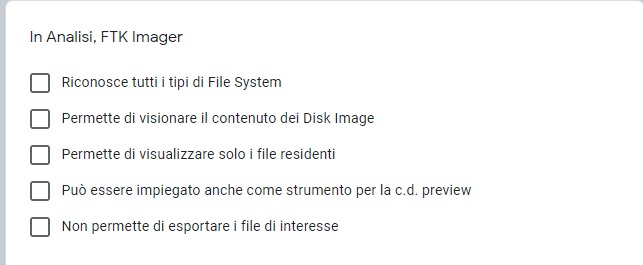 In Analisi, FTK Imager
Riconosce tutti i tipi di File System
Permette di visionare il contenuto dei Disk Image
Permette di visualizzare solo i file residenti
Può essere impiegato anche come strumento per la c.d. preview
Non permette di esportare i file di interesse